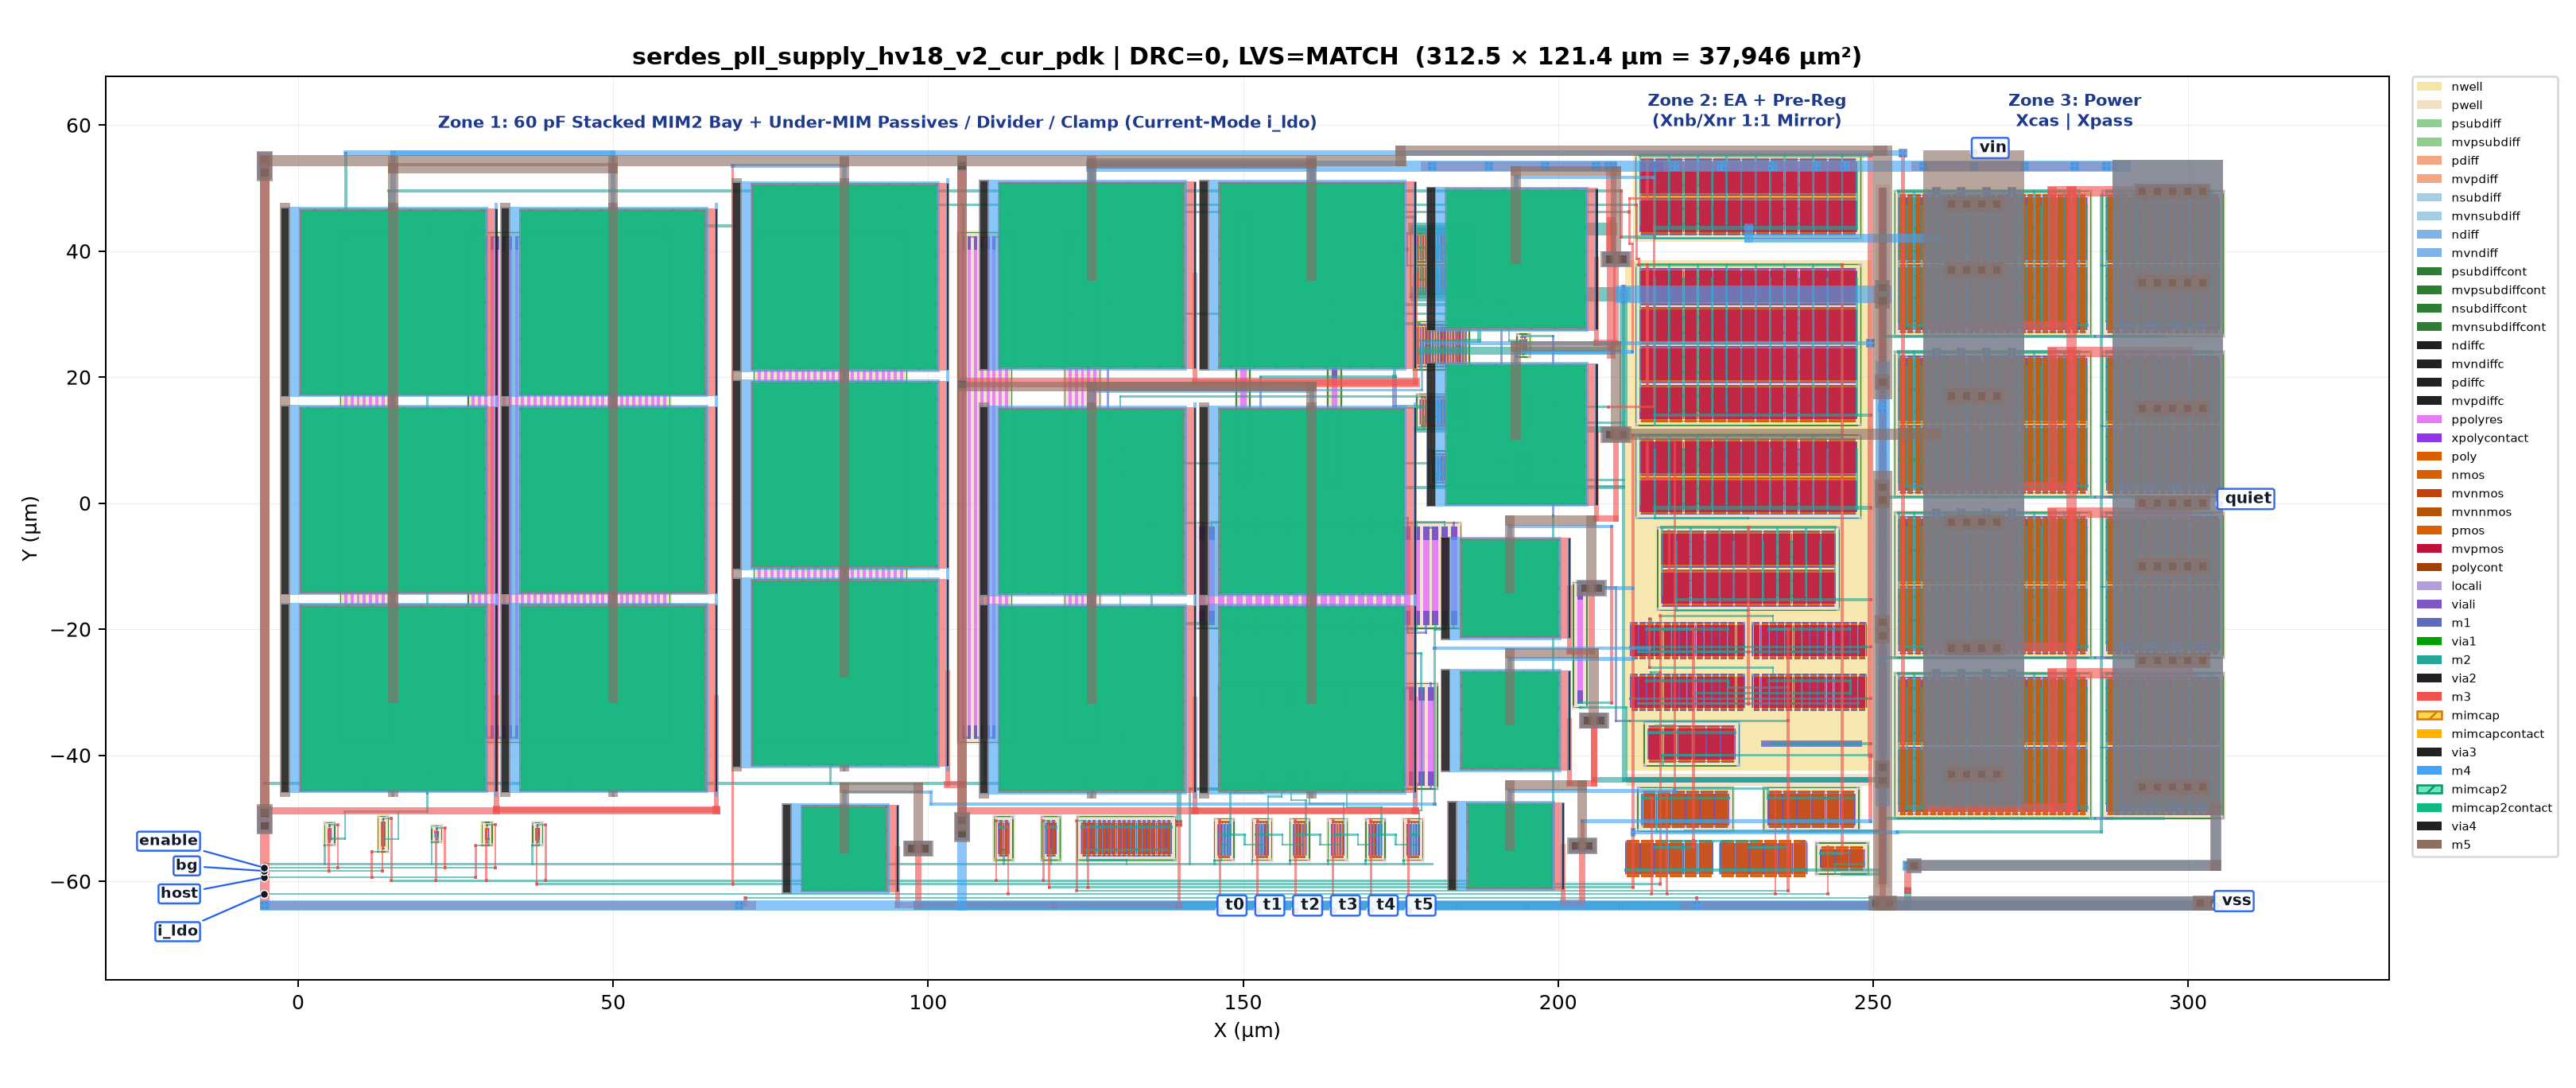 serdes_pll_supply_hv18_v2_cur_pdk | DRC=0, LVS=MATCH (312.5 × 121.4 µm = 37,946 µm²)
Zone 1: 60 pF Stacked MIM2 Bay + Under-MIM Passives / Divider / Clamp (Current-Mode i_ldo)
Zone 2: EA + Pre-Reg
(Xnb/Xnr 1:1 Mirror)
Zone 3: Power
Xcas | Xpass
vin
quiet
enable
bg
host
i_ldo
t0
t1
t2
t3
t4
t5
vss
Y (µm)
60
40
20
0
−20
−40
−60
0
50
100
150
200
250
300
X (µm)
nwell
pwell
psubdiff
mvpsubdiff
pdiff
mvpdiff
nsubdiff
mvnsubdiff
ndiff
mvndiff
psubdiffcont
mvpsubdiffcont
nsubdiffcont
mvnsubdiffcont
ndiffc
mvndiffc
pdiffc
mvpdiffc
ppolyres
xpolycontact
poly
nmos
mvnmos
mvnnmos
pmos
mvpmos
polycont
locali
viali
m1
via1
m2
via2
m3
mimcap
mimcapcontact
via3
m4
mimcap2
mimcap2contact
via4
m5